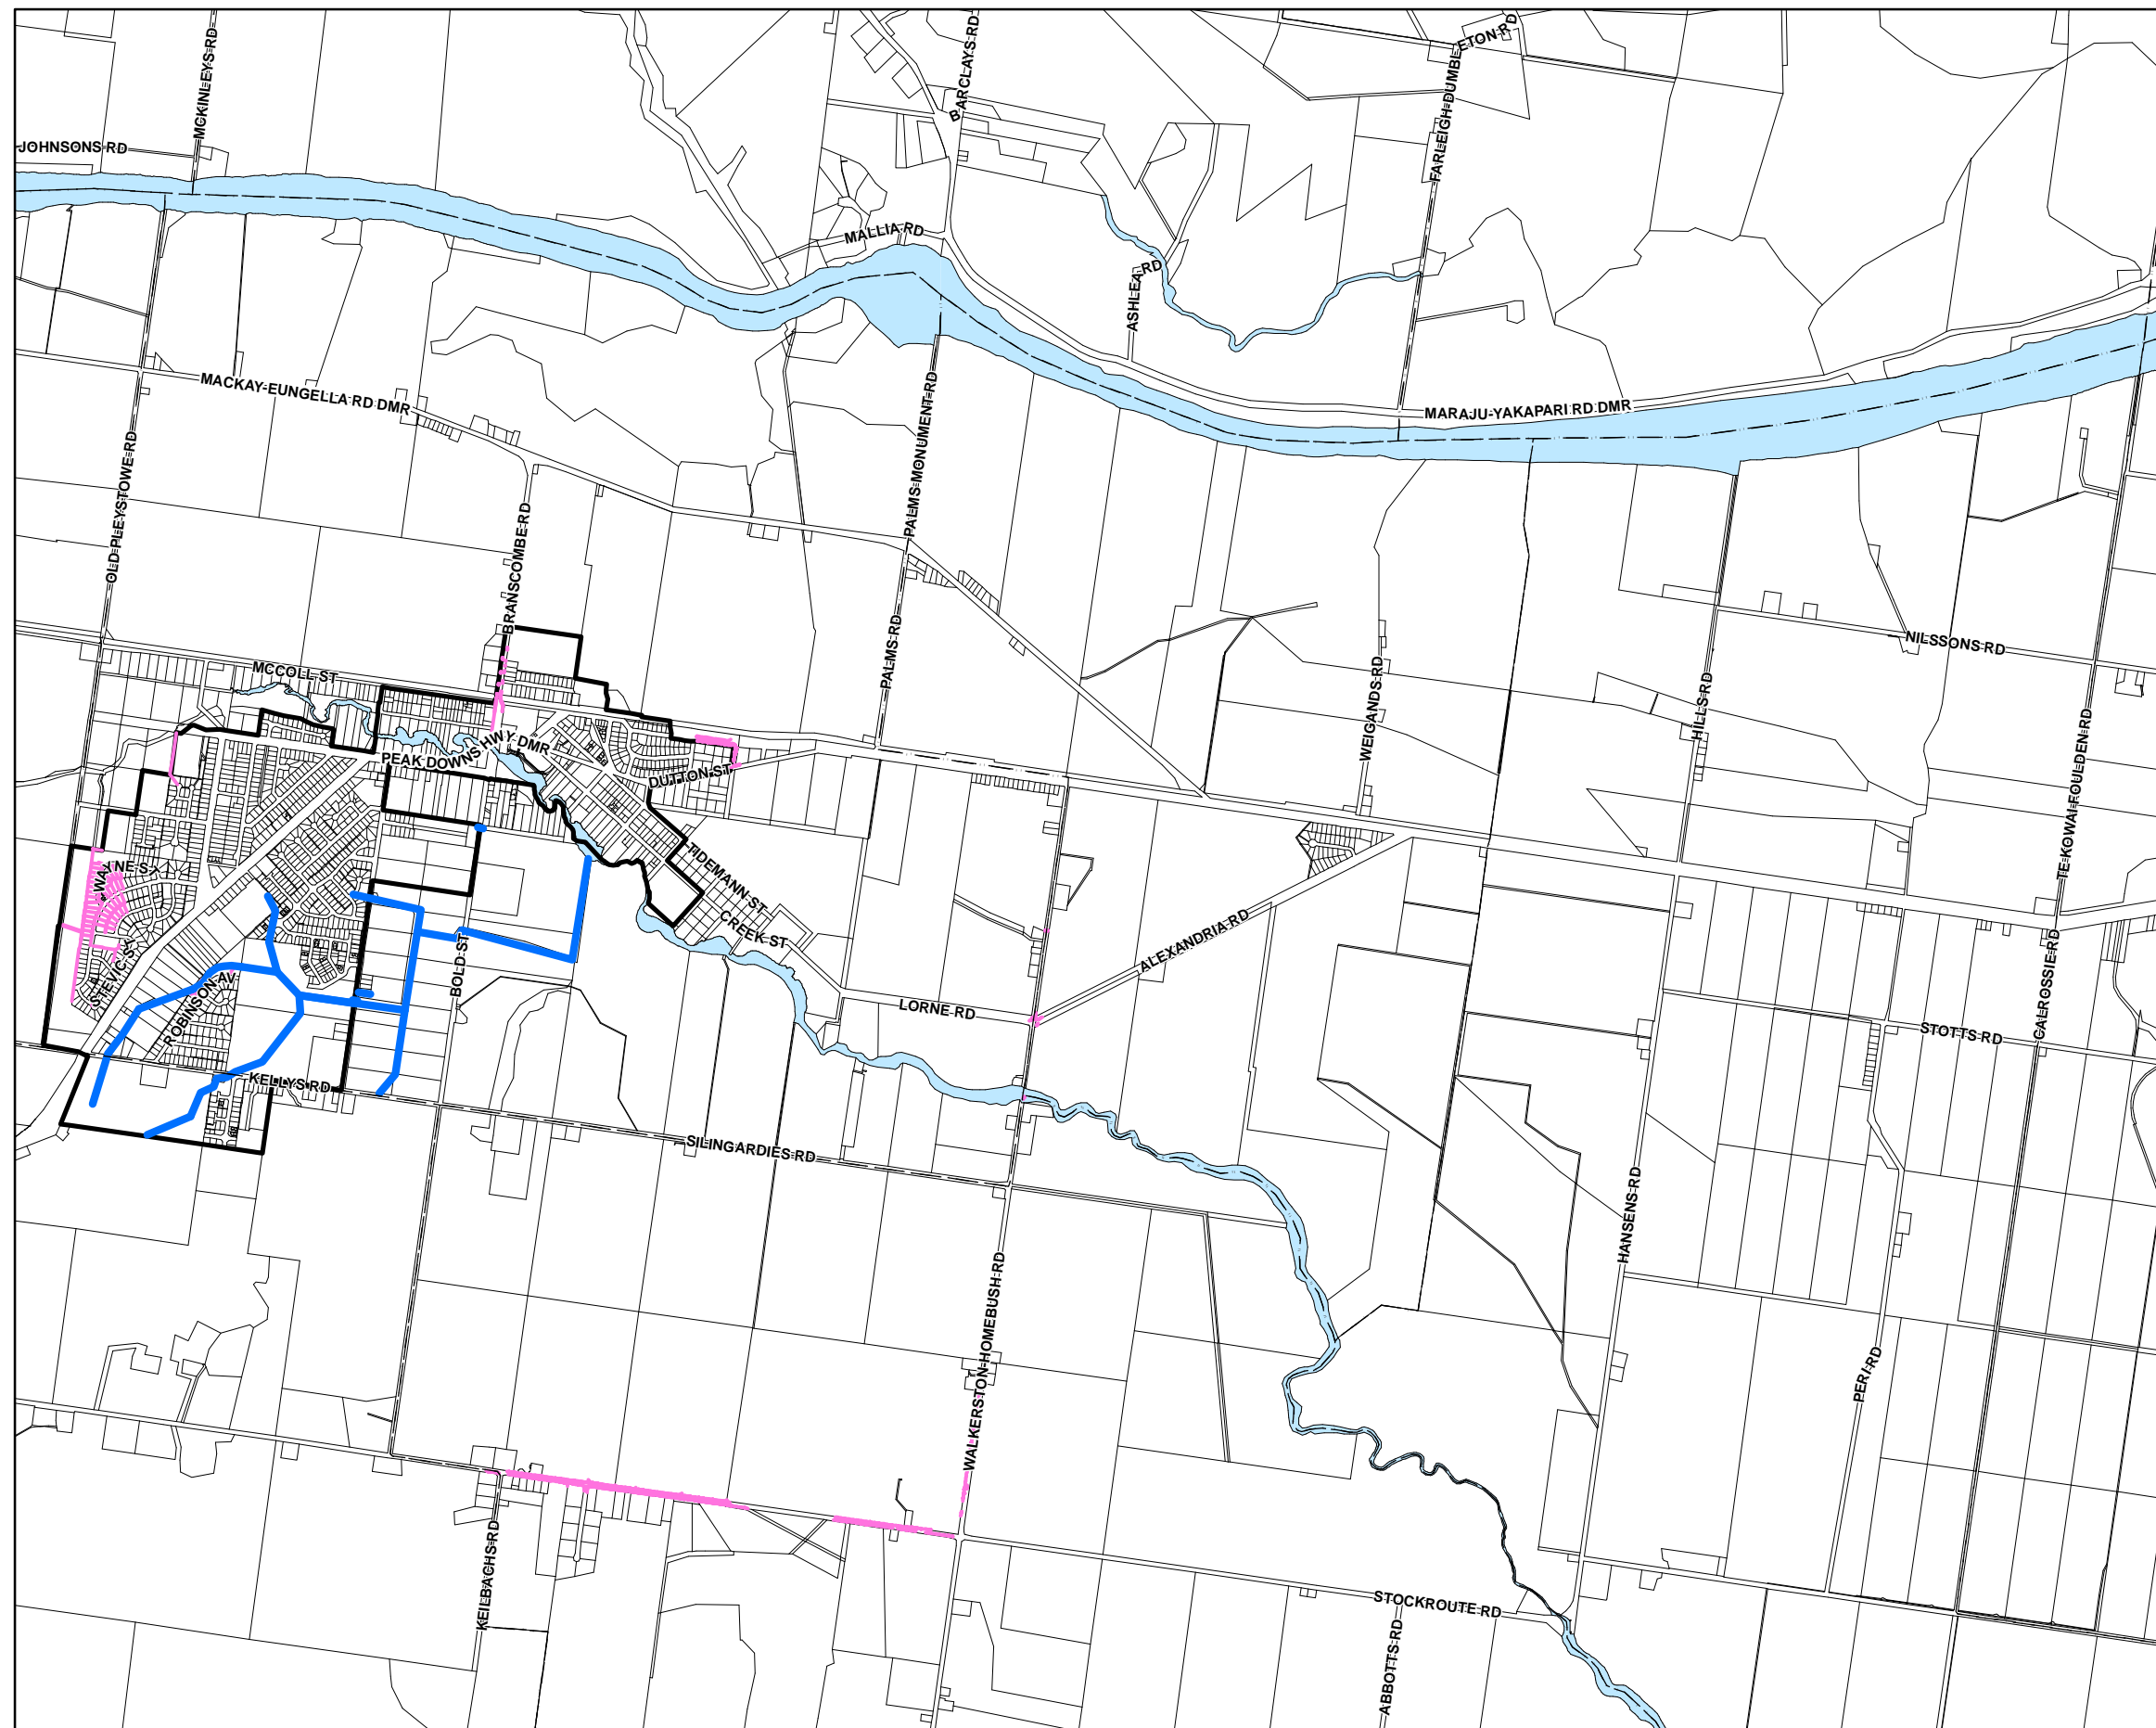 MCKINLEYS RD
BARCLAYS RD
FARLEIGH-DUMBLETON RD
JOHNSONS RD
MALLIA RD
ASHLEA RD
MACKAY-EUNGELLA RD DMR
PALMS-MONUMENT-RD
MARAJU-YAKAPARI RD DMR
OLD-PLEYSTOWE-RD
BRANSCOMBE-RD
PALMS-RD
WEIGANDS RD
HILLS-RD
NILSSONS RD
MCCOLL ST
PEAK DOWNS HWY DMR
DUTTON ST
TE-KOWAI-FOULDEN-RD
TIDEMANN ST
CREEK ST
ALEXANDRIA RD
BOLD-ST
ROBINSON-AV
LORNE-RD
STOTTS RD
CALROSSIE-RD
KELLYS RD
SILINGARDIES RD
HANSENS-RD
WALKERSTON-HOMEBUSH-RD
PERI-RD
KEILBACHS-RD
STOCKROUTE RD
ABBOTTS-RD